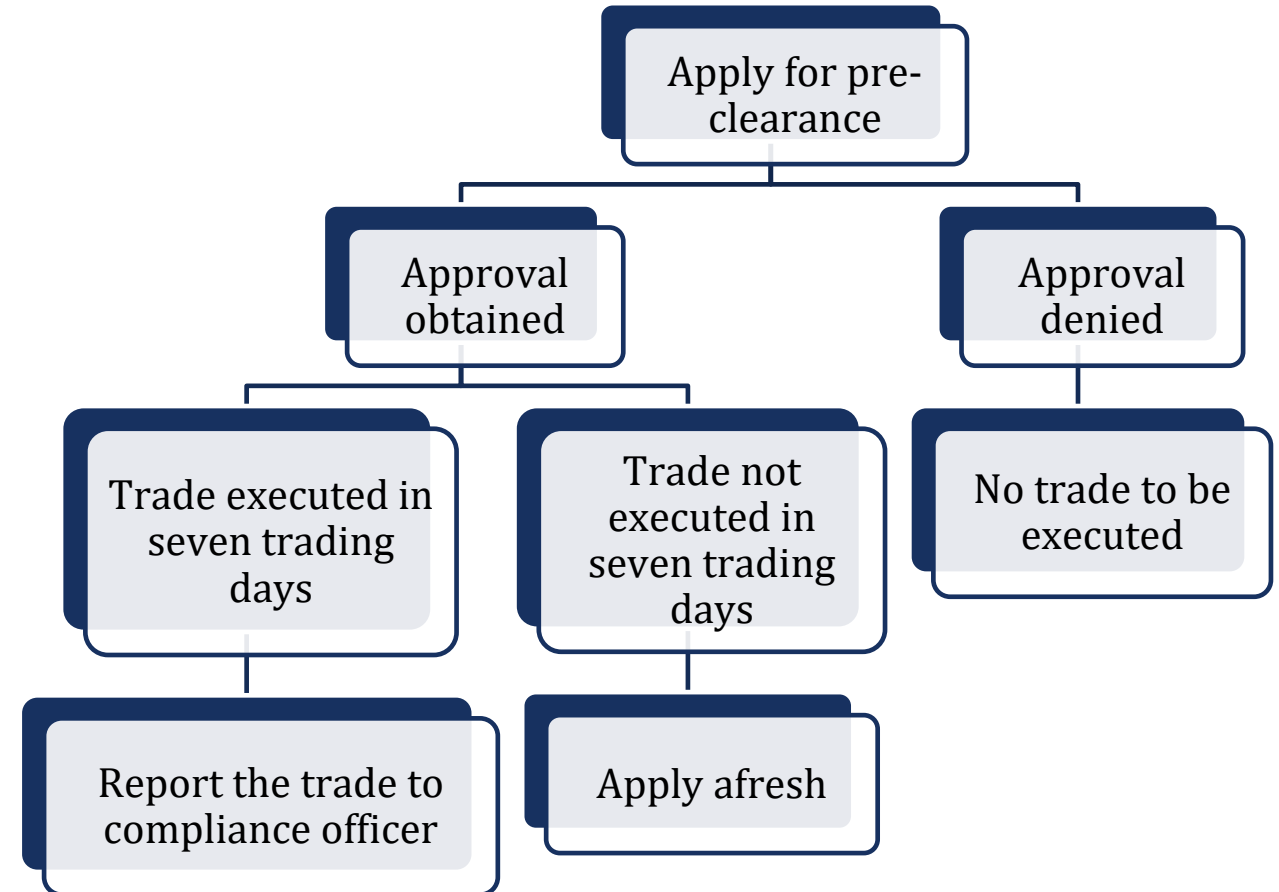 Apply for pre-
clearance
Approval
obtained
Approval
denied
Trade executed in
seven trading
days
Trade not
executed in
seven trading
days
No trade to be
executed
Report the trade to
compliance officer
Apply afresh